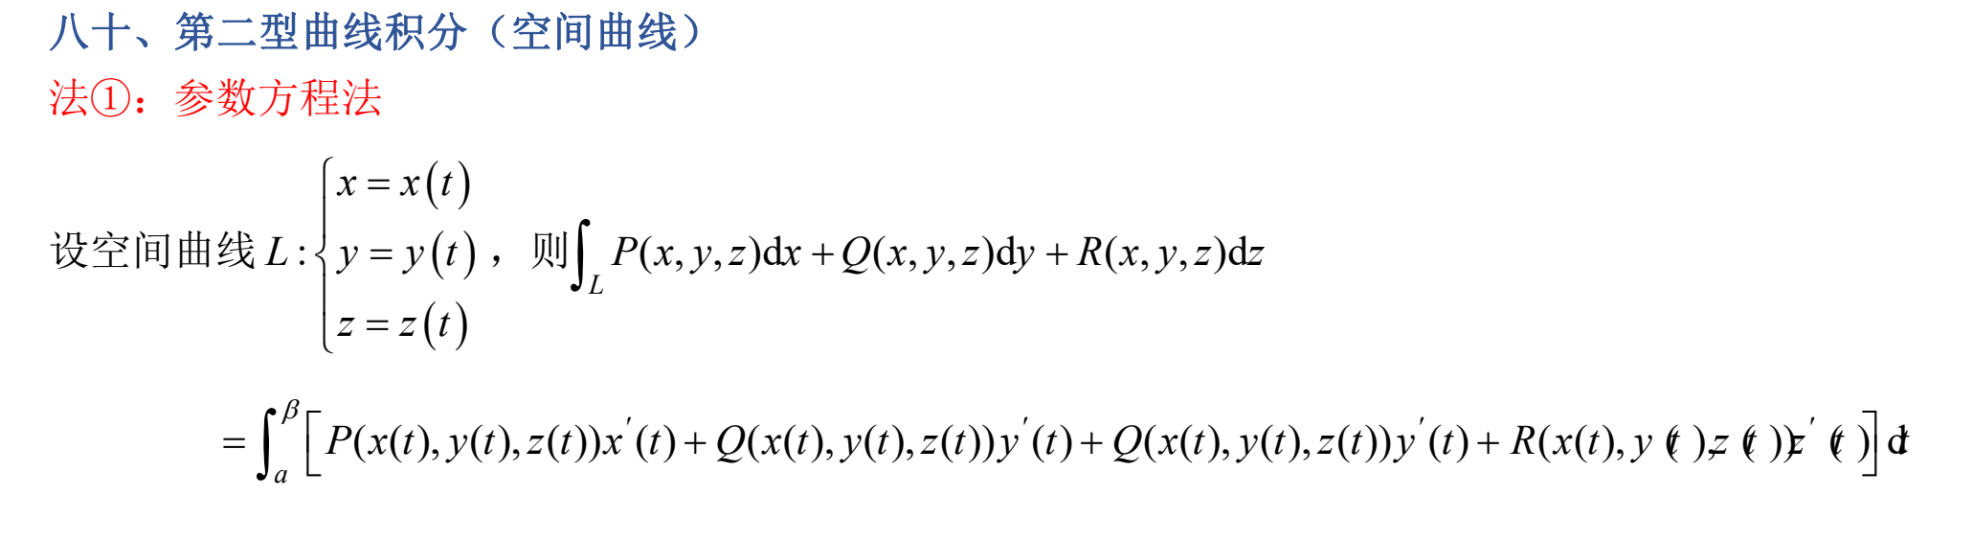 八十、第二型曲线积分（空间曲线）
法①：参数方程法
设空间曲线 L:{x = x(t) y = y(t) z = z(t)，则∫_L P(x, y, z)dx + Q(x, y, z)dy + R(x, y, z)dz
= ∫_a^β [P(x(t), y(t), z(t))x′(t) + Q(x(t), y(t), z(t))y′(t) + Q(x(t), y(t), z(t))y′(t) + R(x(t), y(t), z(t))z′(t)]dt